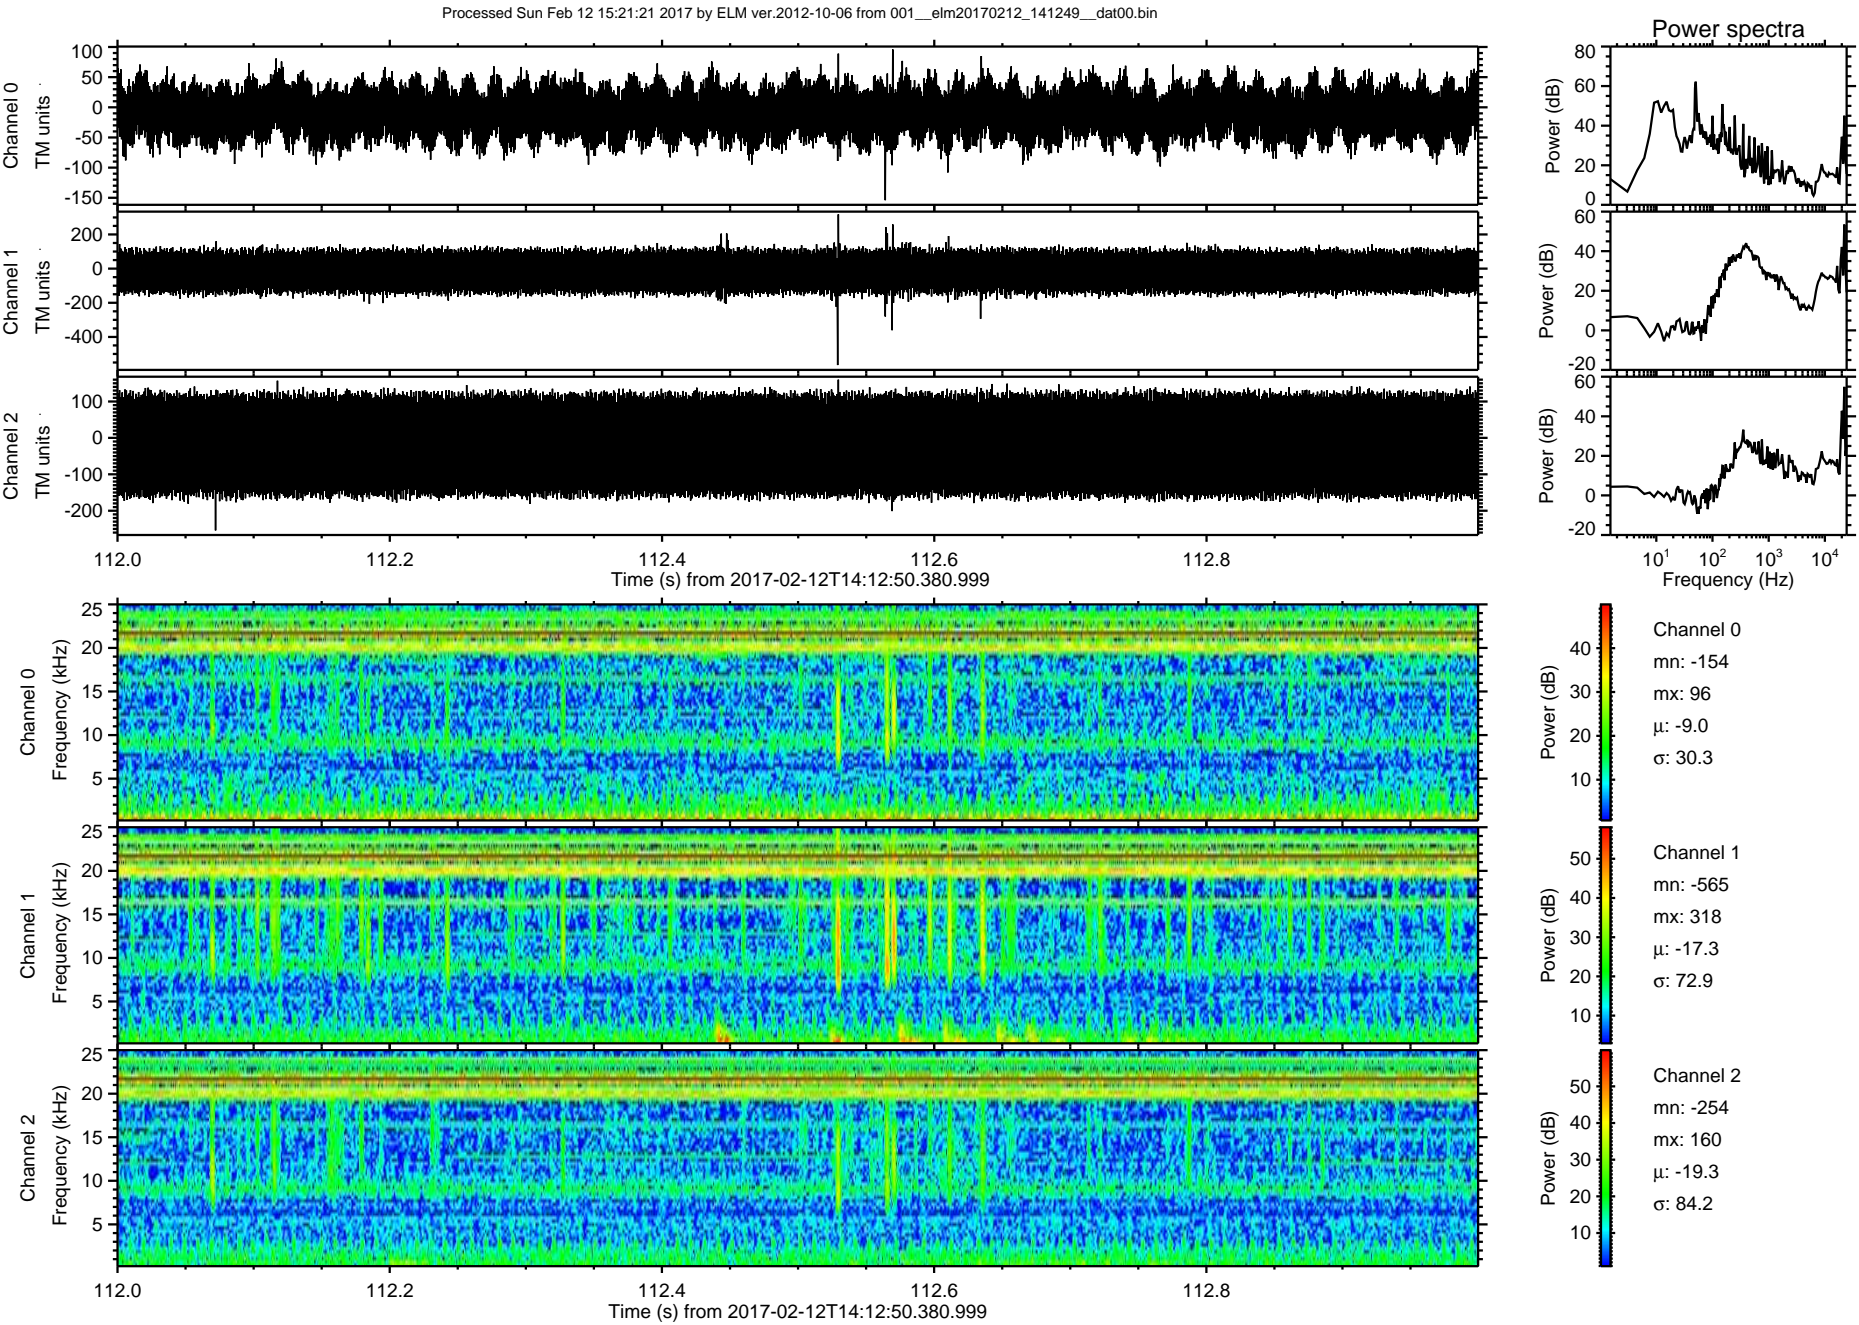 Processed Sun Feb 12 15:21:21 2017 by ELM ver.2012-10-06 from 001__elm20170212_141249__dat00.bin
Power spectra
Channel 0
TM units
100
50
0
-50
-100
-150
Power (dB)
80
60
40
20
0
Channel 1
TM units
200
0
-200
-400
Power (dB)
60
40
20
0
-20
Channel 2
TM units
100
0
-100
-200
Power (dB)
60
40
20
0
-20
112.0 112.2 112.4 112.6 112.8
Time (s) from 2017-02-12T14:12:50.380.999
10^1 10^2 10^3 10^4
Frequency (Hz)
Channel 0
Frequency (kHz)
25
20
15
10
5
Power (dB)
40
30
20
10
Channel 0
mn: -154
mx: 96
μ: -9.0
σ: 30.3
Channel 1
Frequency (kHz)
25
20
15
10
5
Power (dB)
50
40
30
20
10
Channel 1
mn: -565
mx: 318
μ: -17.3
σ: 72.9
Channel 2
Frequency (kHz)
25
20
15
10
5
Power (dB)
50
40
30
20
10
Channel 2
mn: -254
mx: 160
μ: -19.3
σ: 84.2
112.0 112.2 112.4 112.6 112.8
Time (s) from 2017-02-12T14:12:50.380.999